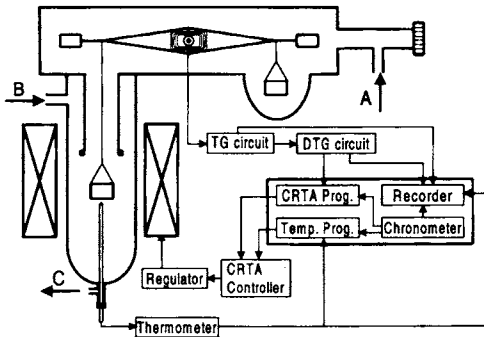 B
A
TG circuit
DTG circuit
CRTA Prog.
Recorder
Temp. Prog.
Chronometer
C
Regulator
CRTA
Controller
Thermometer